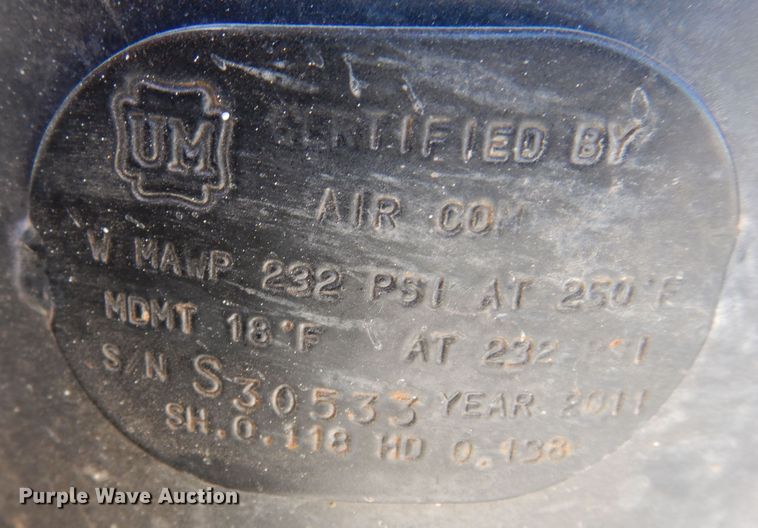 UM CERTIFIED BY
AIR COM
W MAWP 232 PSI AT 250°F
MDMT 18°F AT 232 PSI
S/N S30533 YEAR 2011
SH.0.118 HD 0.138
Purple Wave Auction